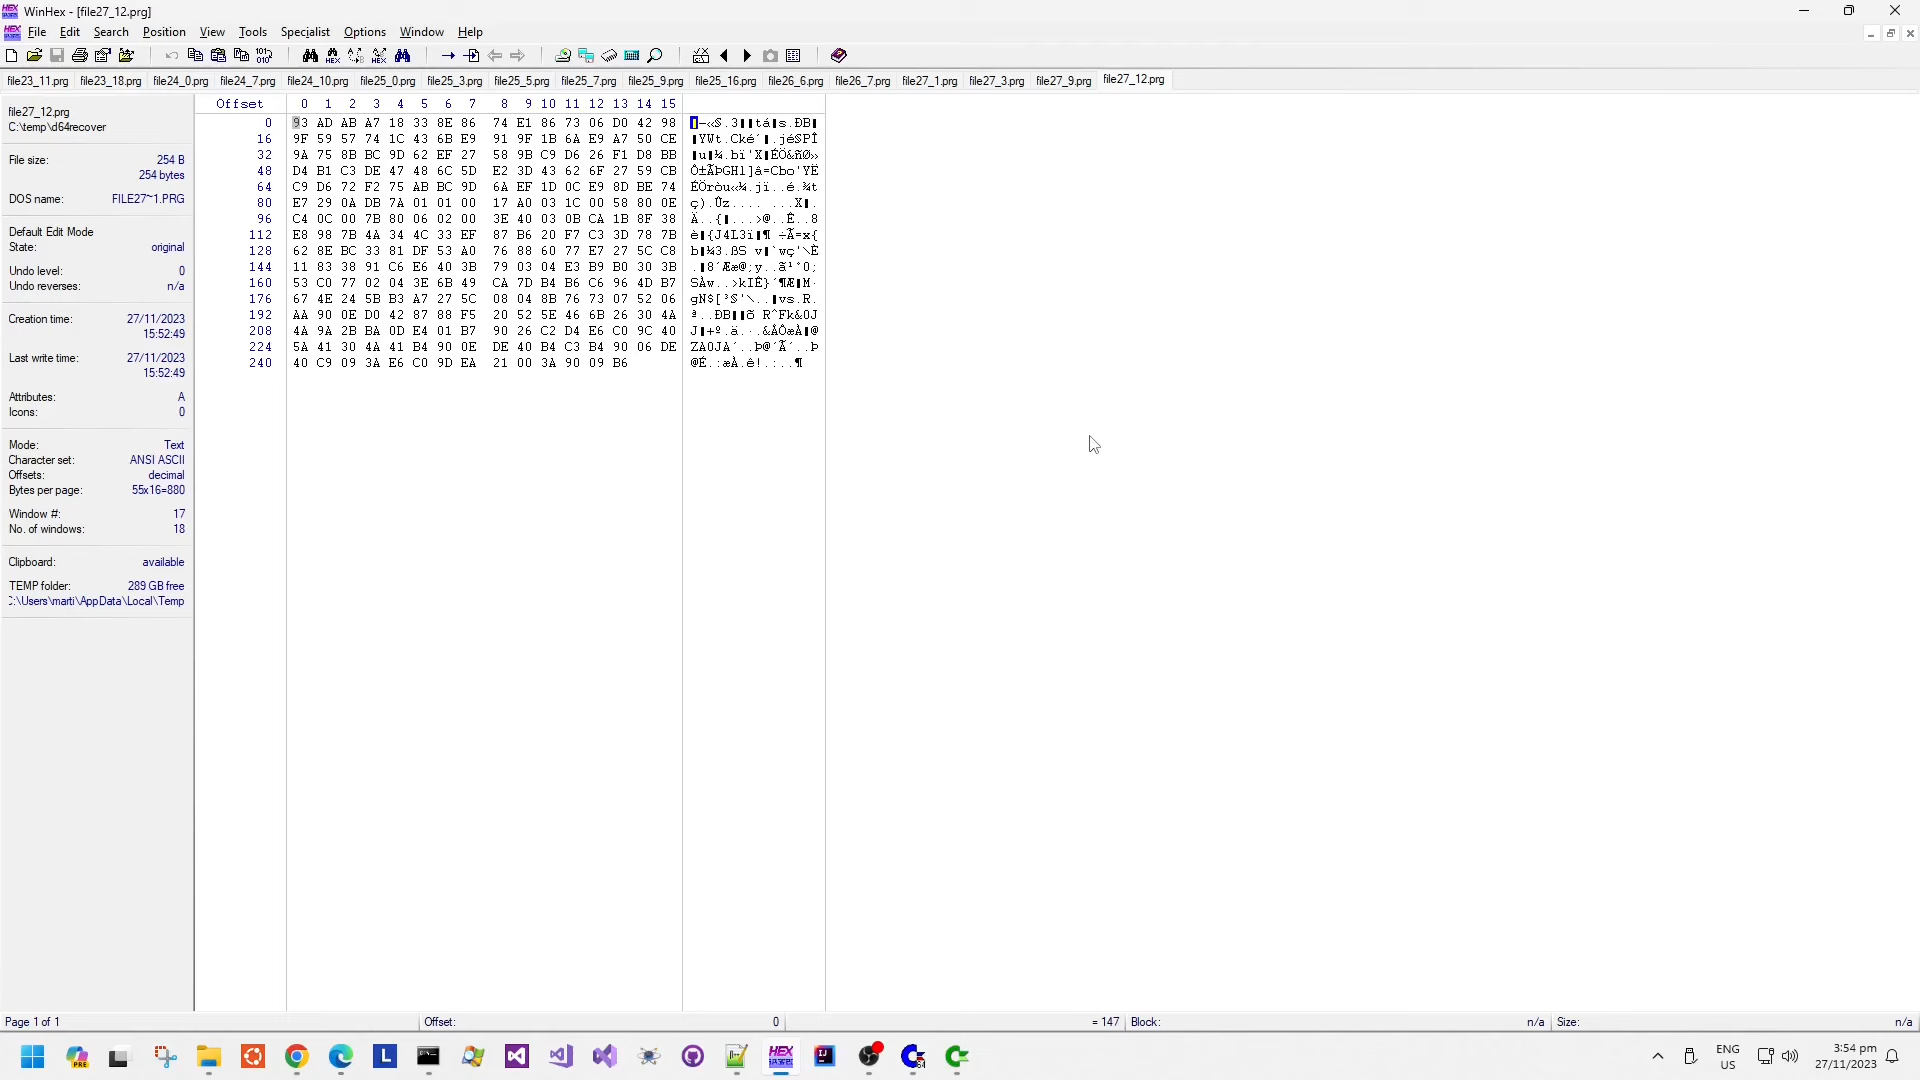 WinHex - [file27_12.prg]
File Edit Search Position View Tools Specialist Options Window Help
file23_11.prg file23_18.prg file24_0.prg file24_7.prg file24_10.prg file25_0.prg file25_3.prg file25_5.prg file25_7.prg file25_9.prg file25_16.prg file26_6.prg file26_7.prg file27_1.prg file27_3.prg file27_9.prg file27_12.prg
file27_12.prg
C:\temp\d64recover
File size: 254 B
254 bytes
DOS name: FILE27~1.PRG
Default Edit Mode
State: original
Undo level: 0
Undo reverses: n/a
Creation time: 27/11/2023
15:52:49
Last write time: 27/11/2023
15:52:49
Attributes: A
Icons: 0
Mode: Text
Character set: ANSI ASCII
Offsets: decimal
Bytes per page: 55x16=880
Window #: 17
No. of windows: 18
Clipboard: available
TEMP folder: 289 GB free
:\Users\marti\AppData\Local\Temp
Offset 0 1 2 3 4 5 6 7 8 9 10 11 12 13 14 15
0 93 AD AB A7 18 33 8E 86 74 E1 86 73 06 D0 42 98
16 9F 59 57 74 1C 43 6B E9 91 9F 1B 6A E9 A7 50 CE
32 9A 75 8B BC 9D 62 EF 27 58 9B C9 D6 26 F1 D8 BB
48 D4 B1 C3 DE 47 48 6C 5D E2 3D 43 62 6F 27 59 CB
64 C9 D6 72 F2 75 AB BC 9D 6A EF 1D 0C E9 8D BE 74
80 E7 29 0A DB 7A 01 01 00 17 A0 03 1C 00 58 80 0E
96 C4 0C 00 7B 80 06 02 00 3E 40 03 0B CA 1B 8F 38
112 E8 98 7B 4A 34 4C 33 EF 87 B6 20 F7 C3 3D 78 7B
128 62 8E BC 33 81 DF 53 A0 76 88 60 77 E7 27 5C C8
144 11 83 38 91 C6 E6 40 3B 79 03 04 E3 B9 B0 30 3B
160 53 C0 77 02 04 3E 6B 49 CA 7D B4 B6 C6 96 4D B7
176 67 4E 24 5B B3 A7 27 5C 08 04 8B 76 73 07 52 06
192 AA 90 0E D0 42 87 88 F5 20 52 5E 46 6B 26 30 4A
208 4A 9A 2B BA 0D E4 01 B7 90 26 C2 D4 E6 C0 9C 40
224 5A 41 30 4A 41 B4 90 0E DE 40 B4 C3 B4 90 06 DE
240 40 C9 09 3A E6 C0 9D EA 21 00 3A 90 09 B6
Page 1 of 1 Offset: 0 = 147 Block: n/a Size: n/a
ENG
US
3:54 pm
27/11/2023